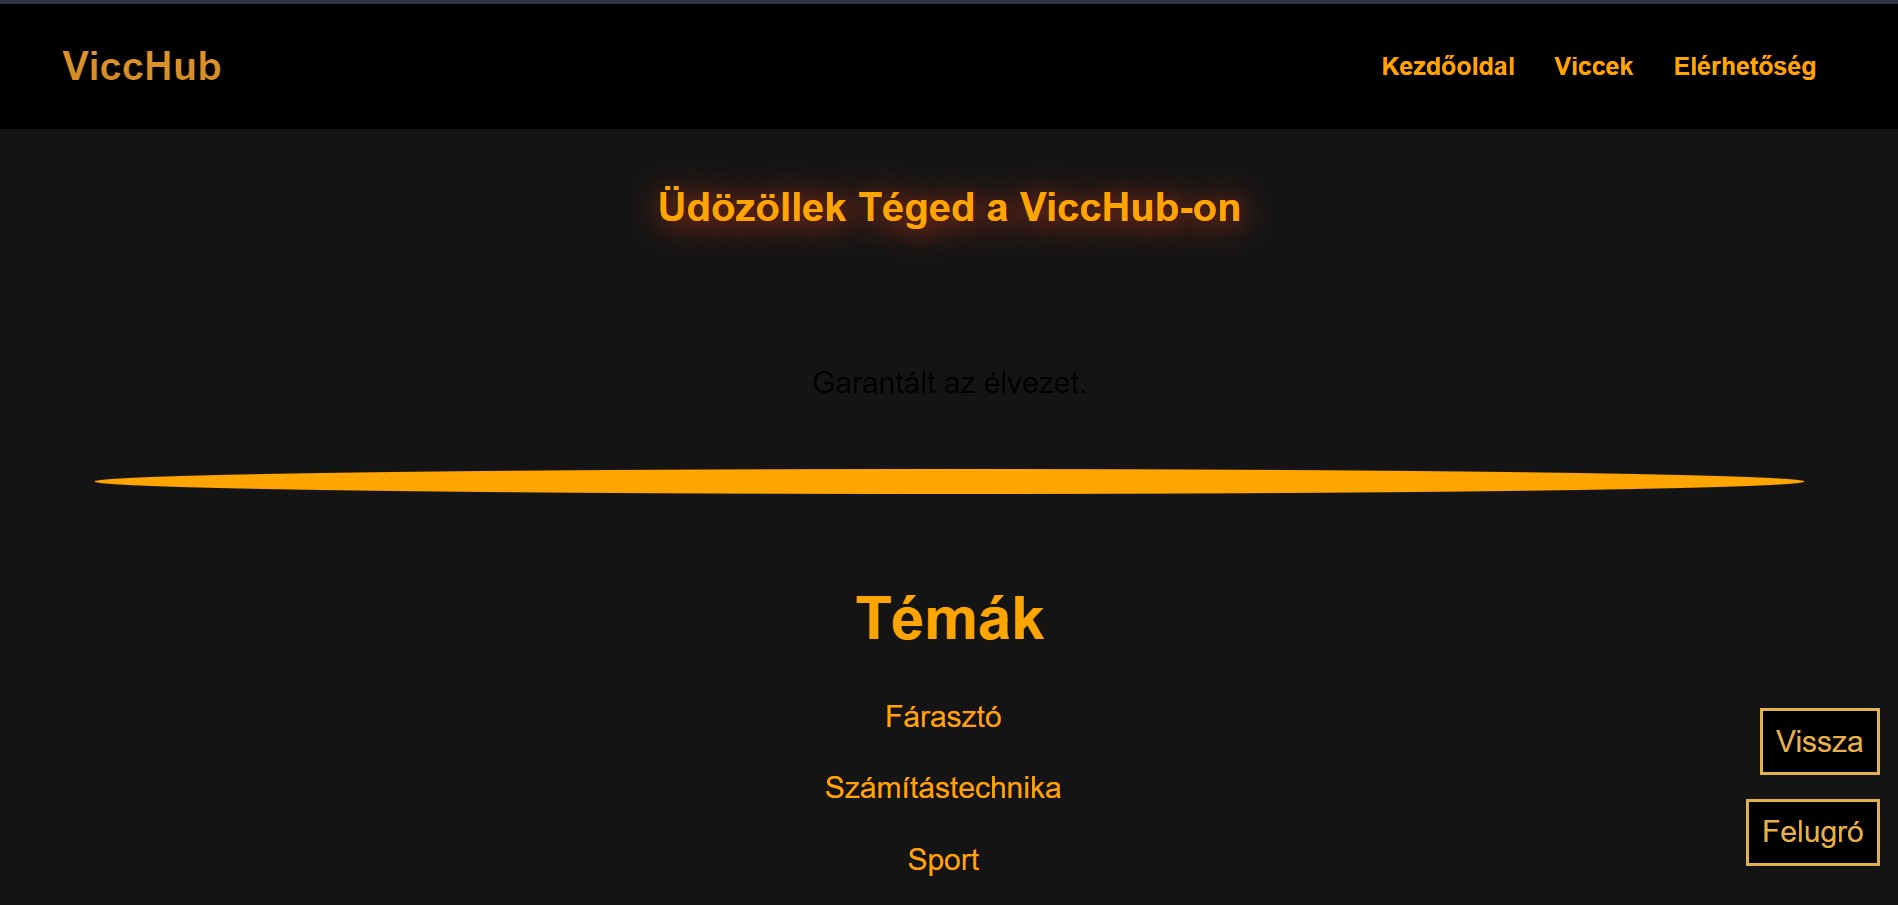 ViccHub
Kezdőoldal Viccek Elérhetőség
Üdözöllek Téged a ViccHub-on
Garantált az élvezet.
Témák
Fárasztó
Számítástechnika
Sport
Vissza
Felugró